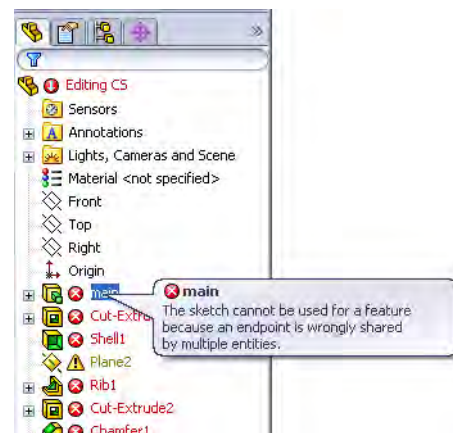 Editing CS
Sensors
Annotations
Lights, Cameras and Scene
Material <not specified>
Front
Top
Right
Origin
main
main
The sketch cannot be used for a feature
because an endpoint is wrongly shared
by multiple entities.
Cut-Extru
Shell1
Plane2
Rib1
Cut-Extrude2
Chamfer1